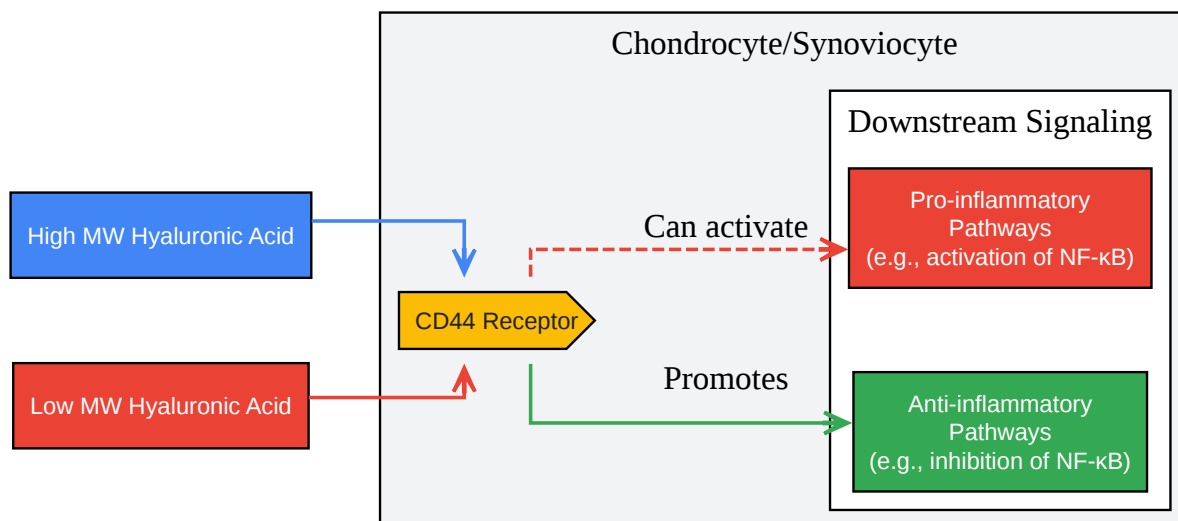 Chondrocyte/Synoviocyte
Downstream Signaling
High MW Hyaluronic Acid
Can activate
Pro-inflammatory
Pathways
(e.g., activation of NF-κB)
CD44 Receptor
Low MW Hyaluronic Acid
Promotes
Anti-inflammatory
Pathways
(e.g., inhibition of NF-κB)